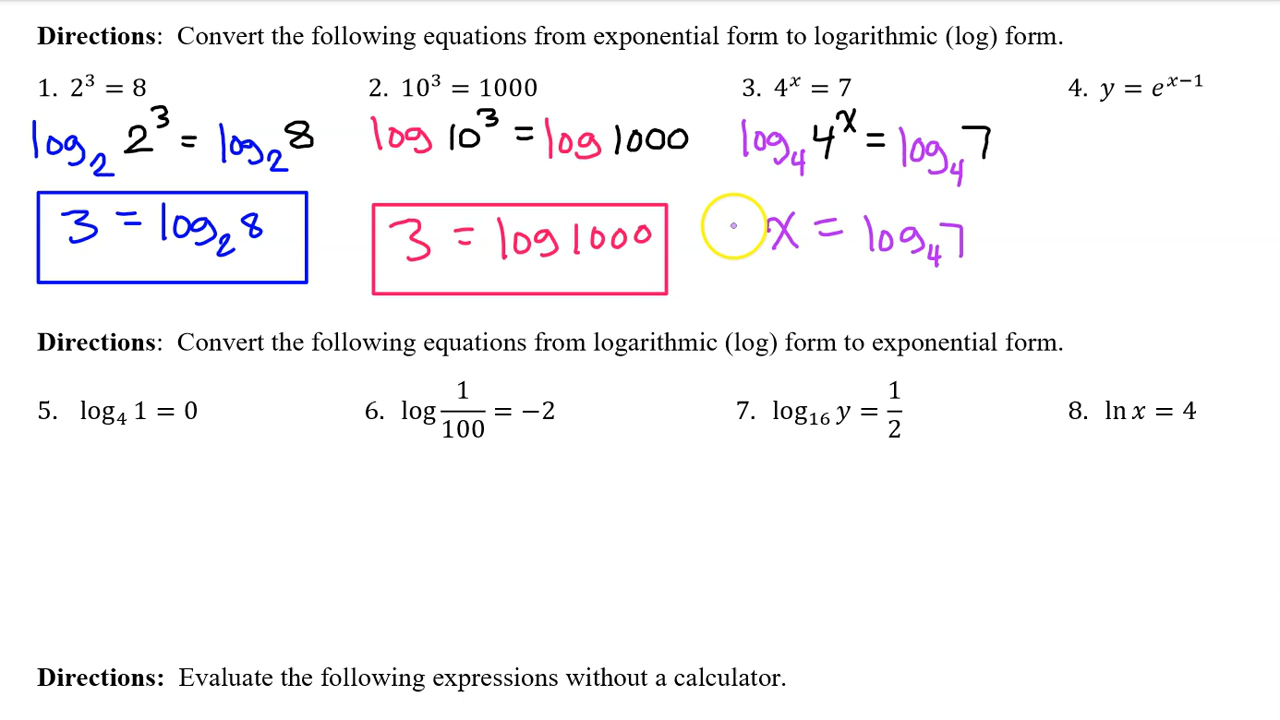 Directions: Convert the following equations from exponential form to logarithmic (log) form.
1. 2³ = 8 2. 10³ = 1000 3. 4ˣ = 7 4. y = eˣ⁻¹
log₂ 2³ = log₂ 8 log 10³ = log 1000 log₄ 4ˣ = log₄ 7
3 = log₂ 8 3 = log 1000 x = log₄ 7
Directions: Convert the following equations from logarithmic (log) form to exponential form.
5. log₄ 1 = 0 6. log 1/100 = −2 7. log₁₆ y = 1/2 8. ln x = 4
Directions: Evaluate the following expressions without a calculator.